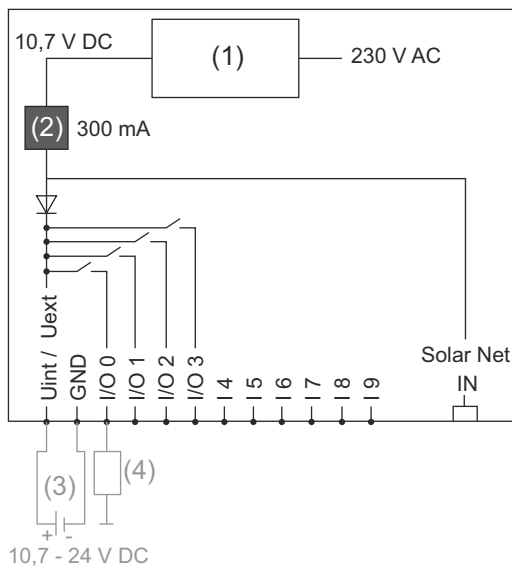 10,7 V DC
(1)
230 V AC
(2)
300 mA
Uint / Uext
GND
I/O 0
I/O 1
I/O 2
I/O 3
I 4
I 5
I 6
I 7
I 8
I 9
Solar Net
IN
(3)
(4)
+ -
10,7 - 24 V DC